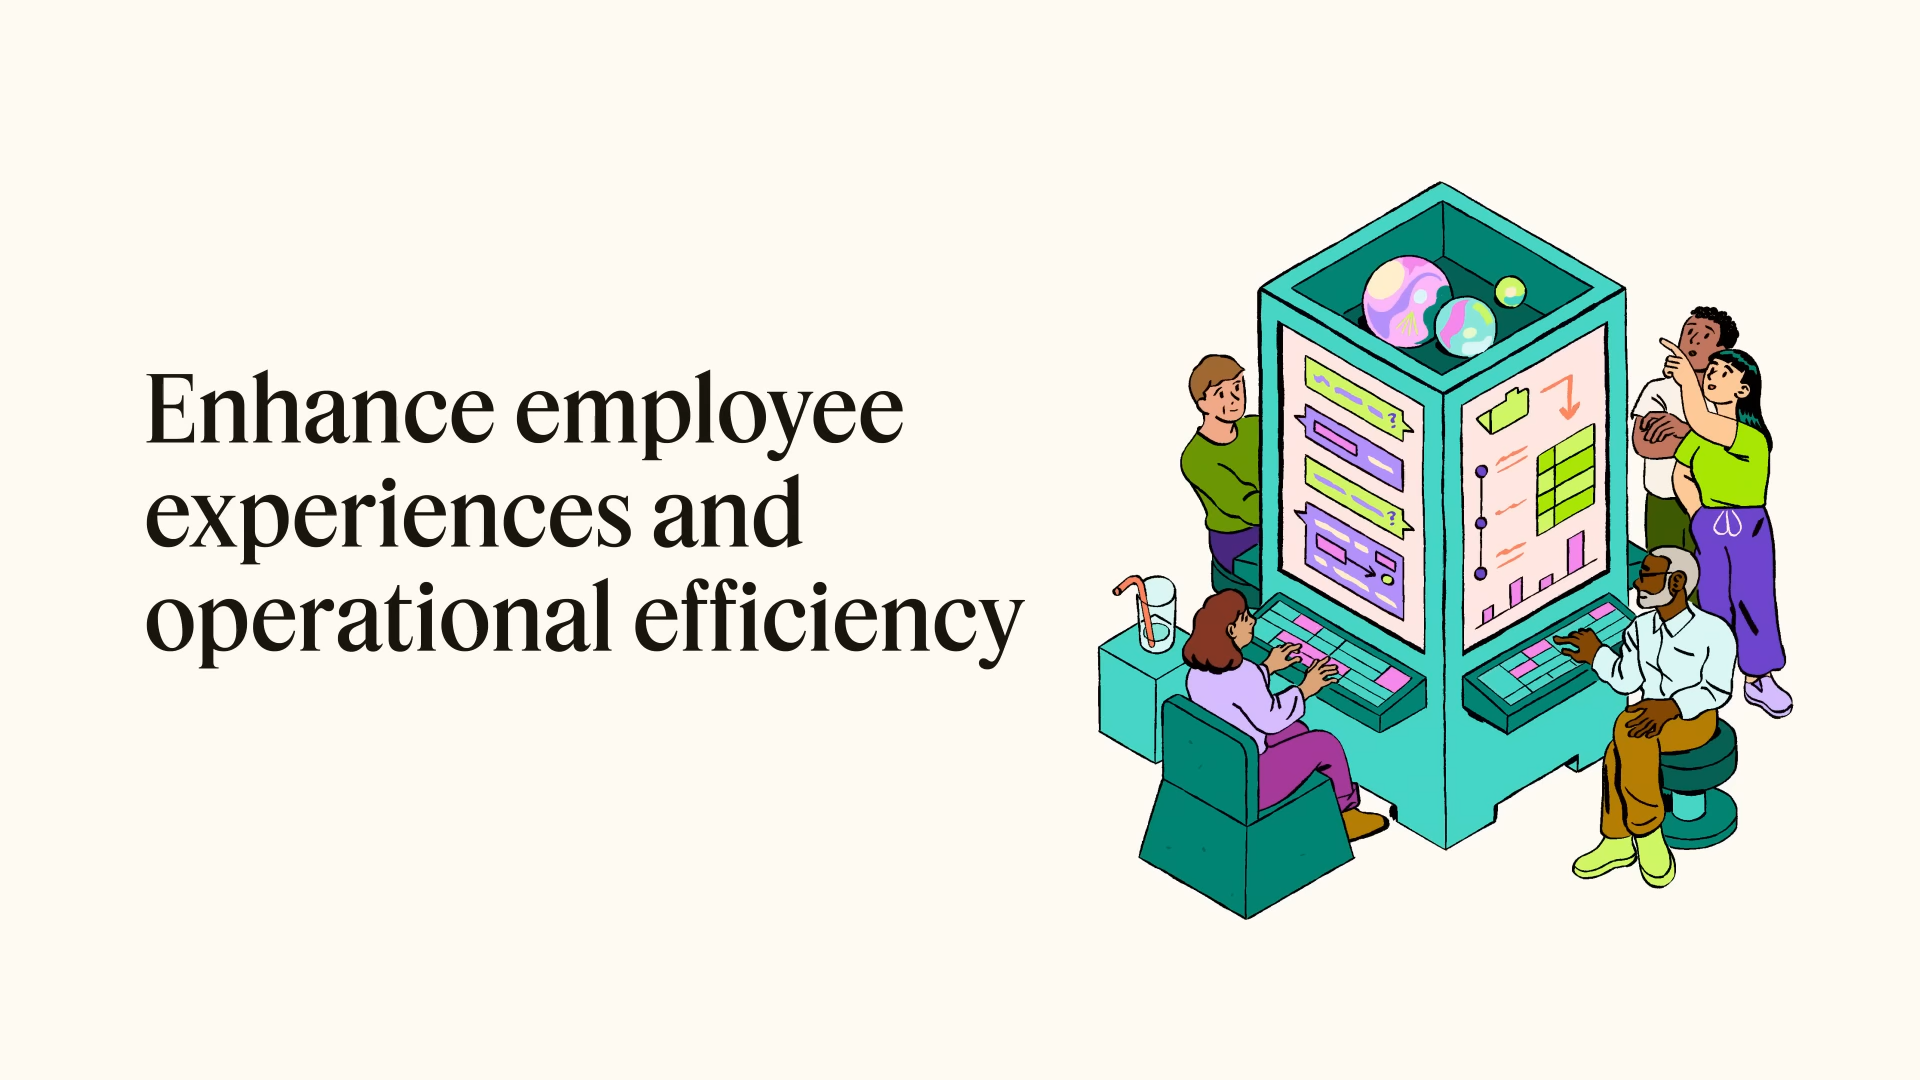 Enhance employee
experiences and
operational efficiency
?
?